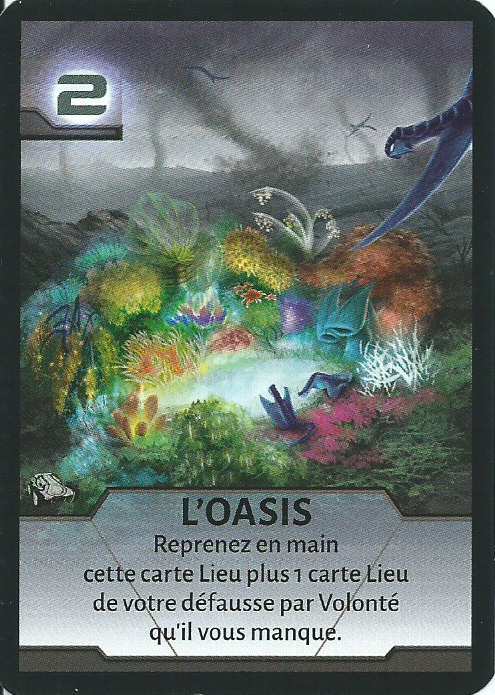 2
L'OASIS
Reprenez en main
cette carte Lieu plus 1 carte Lieu
de votre défausse par Volonté
qu'il vous manque.